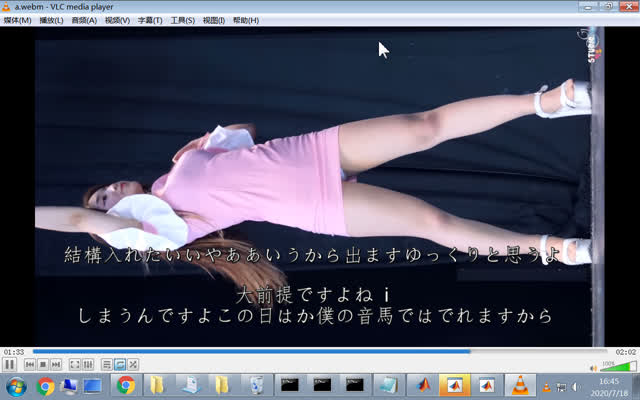 a.webm - VLC media player
媒体(M) 播放(L) 音频(A) 视频(V) 字幕(T) 工具(S) 视图(I) 帮助(H)
STUDIO
結構入れたいいやああいうから出ますゆっくりと思うよ
大前提ですよね i
しまうんですよこの日はか僕の音馬ではでれますから
01:33
02:02
100%
16:45
2020/7/18